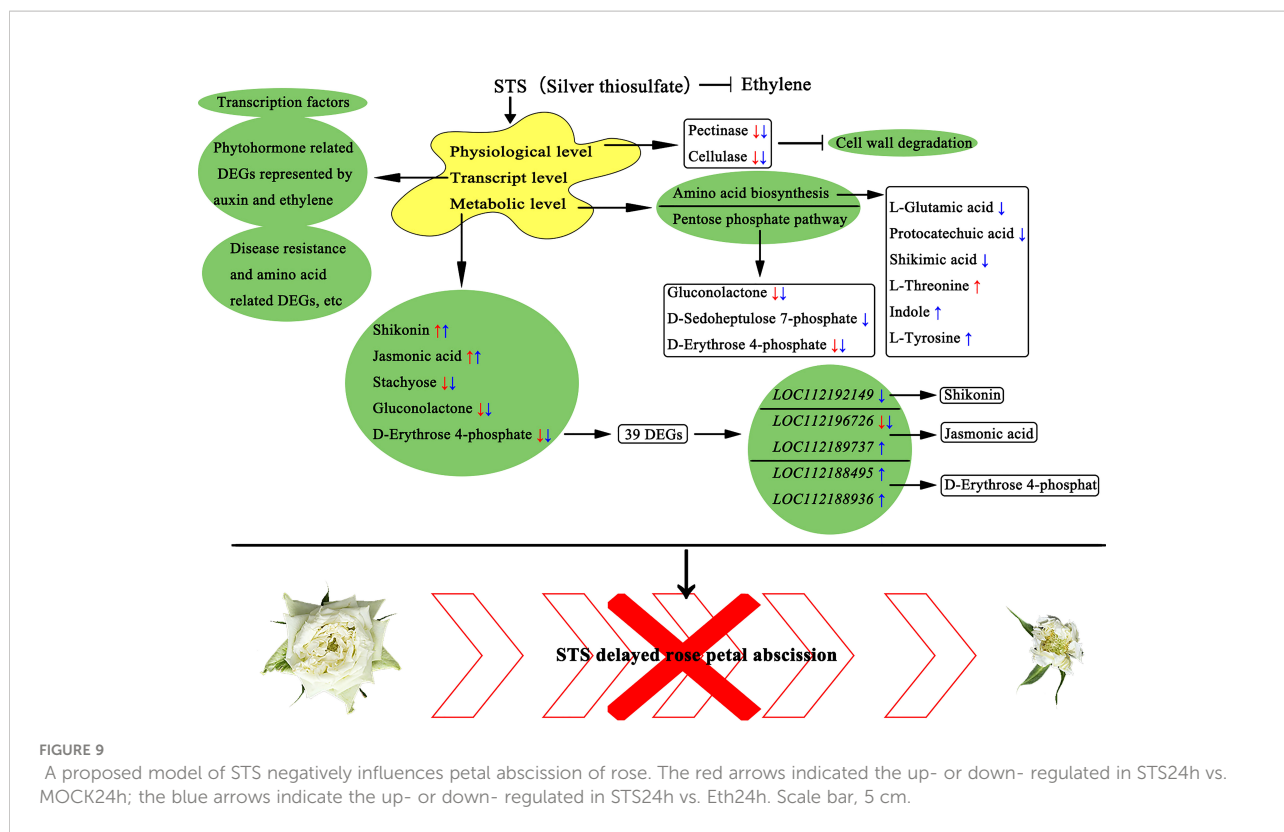 STS（Silver thiosulfate） Ethylene
Transcription factors
Phytohormone related
DEGs represented by
auxin and ethylene
Disease resistance
and amino acid
related DEGs, etc
Physiological level
Transcript level
Metabolic level
Pectinase ↓↓
Cellulase ↓↓
Cell wall degradation
Amino acid biosynthesis
Pentose phosphate pathway
L-Glutamic acid ↓
Protocatechuic acid ↓
Shikimic acid ↓
L-Threonine ↑
Indole ↑
L-Tyrosine ↑
Gluconolactone ↓↓
D-Sedoheptulose 7-phosphate ↓
D-Erythrose 4-phosphate ↓↓
Shikonin ↑↑
Jasmonic acid ↑↑
Stachyose ↓↓
Gluconolactone ↓↓
D-Erythrose 4-phosphate ↓↓
39 DEGs
LOC112192149 ↓
LOC112196726 ↓↓
LOC112189737 ↑
LOC112188495 ↑
LOC112188936 ↑
Shikonin
Jasmonic acid
D-Erythrose 4-phosphat
STS delayed rose petal abscission
FIGURE 9
A proposed model of STS negatively influences petal abscission of rose. The red arrows indicated the up- or down- regulated in STS24h vs.
MOCK24h; the blue arrows indicate the up- or down- regulated in STS24h vs. Eth24h. Scale bar, 5 cm.